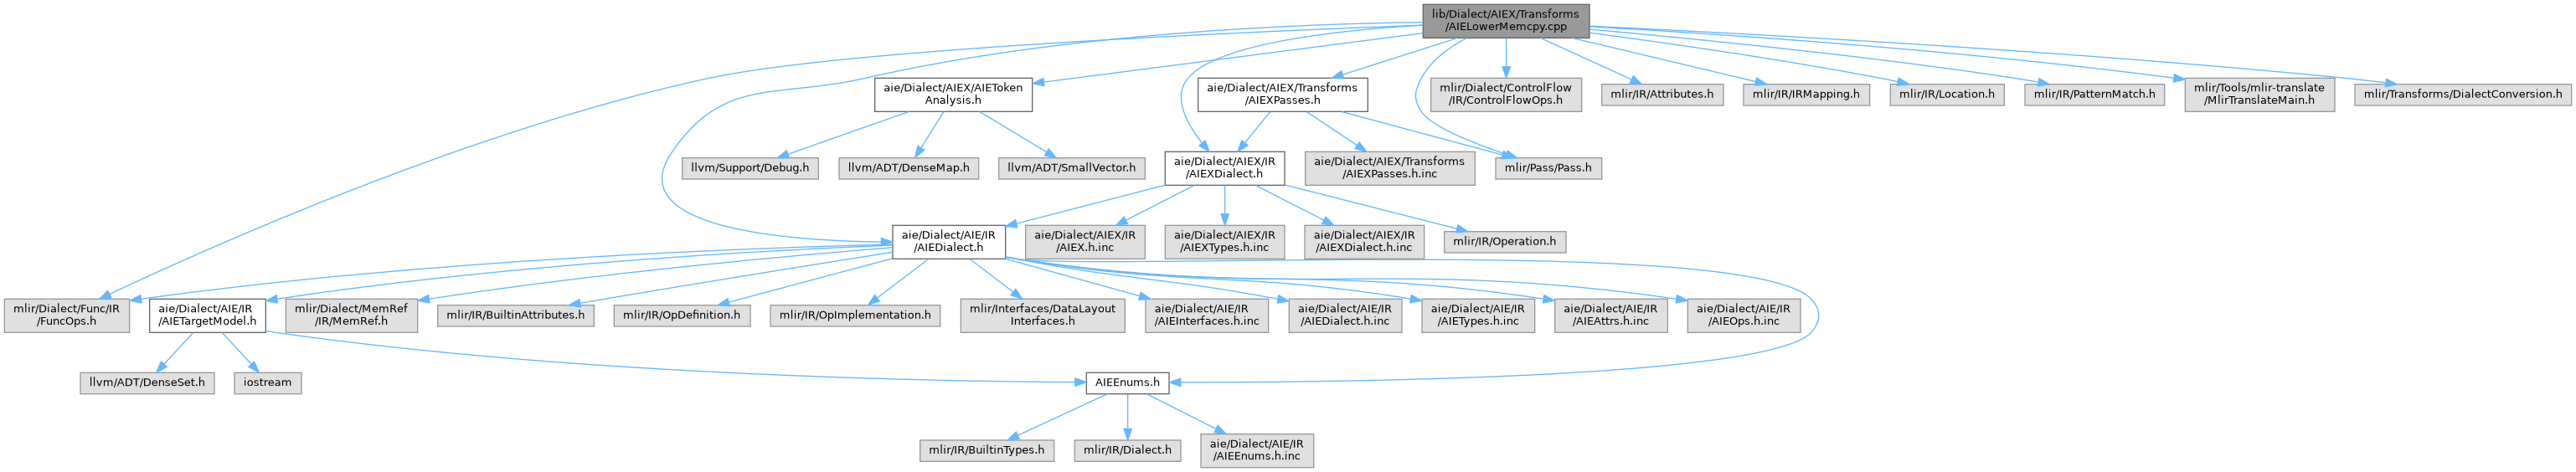 lib/Dialect/AIEX/Transforms
/AIELowerMemcpy.cpp
aie/Dialect/AIEX/AIEToken
Analysis.h
aie/Dialect/AIEX/Transforms
/AIEXPasses.h
mlir/Dialect/ControlFlow
/IR/ControlFlowOps.h
mlir/IR/Attributes.h
mlir/IR/IRMapping.h
mlir/IR/Location.h
mlir/IR/PatternMatch.h
mlir/Tools/mlir-translate
/MlirTranslateMain.h
mlir/Transforms/DialectConversion.h
llvm/Support/Debug.h
llvm/ADT/DenseMap.h
llvm/ADT/SmallVector.h
aie/Dialect/AIEX/IR
/AIEXDialect.h
aie/Dialect/AIEX/Transforms
/AIEXPasses.h.inc
mlir/Pass/Pass.h
aie/Dialect/AIE/IR
/AIEDialect.h
aie/Dialect/AIEX/IR
/AIEX.h.inc
aie/Dialect/AIEX/IR
/AIEXTypes.h.inc
aie/Dialect/AIEX/IR
/AIEXDialect.h.inc
mlir/IR/Operation.h
mlir/Dialect/Func/IR
/FuncOps.h
aie/Dialect/AIE/IR
/AIETargetModel.h
mlir/Dialect/MemRef
/IR/MemRef.h
mlir/IR/BuiltinAttributes.h
mlir/IR/OpDefinition.h
mlir/IR/OpImplementation.h
mlir/Interfaces/DataLayout
Interfaces.h
aie/Dialect/AIE/IR
/AIEInterfaces.h.inc
aie/Dialect/AIE/IR
/AIEDialect.h.inc
aie/Dialect/AIE/IR
/AIETypes.h.inc
aie/Dialect/AIE/IR
/AIEAttrs.h.inc
aie/Dialect/AIE/IR
/AIEOps.h.inc
llvm/ADT/DenseSet.h
iostream
AIEEnums.h
mlir/IR/BuiltinTypes.h
mlir/IR/Dialect.h
aie/Dialect/AIE/IR
/AIEEnums.h.inc